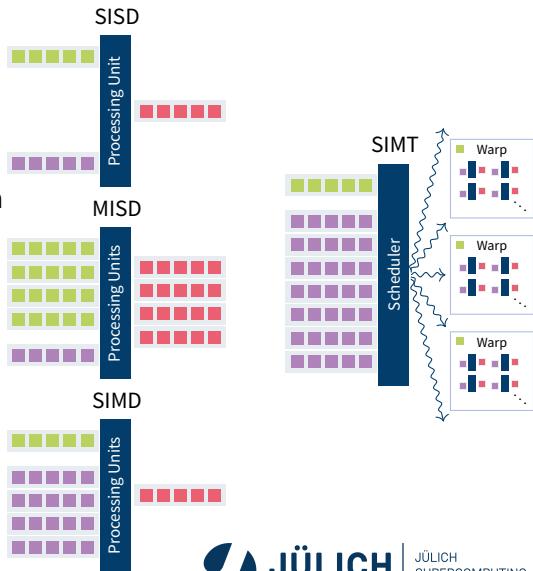 SISD
Processing Unit
MISD
Processing Units
SIMD
Processing Units
SIMT
Scheduler
Warp
Warp
Warp
JÜLICH
JÜLICH